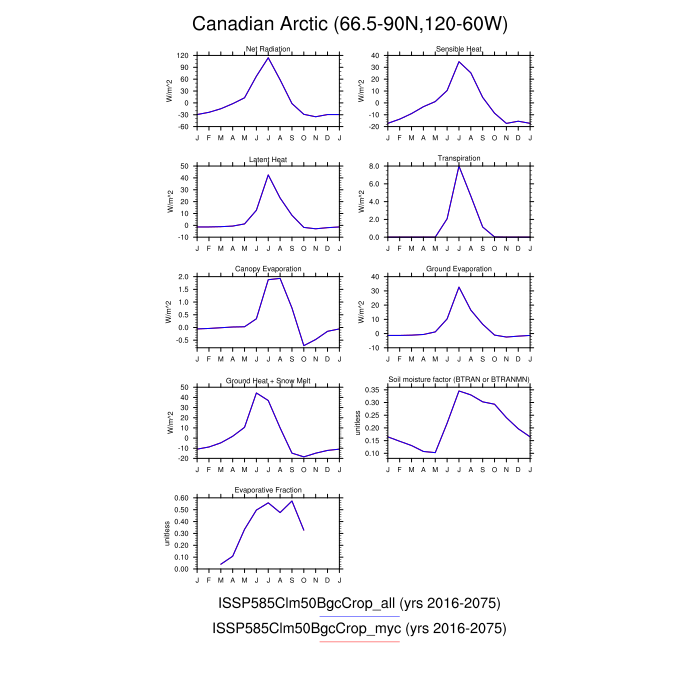 Canadian Arctic (66.5-90N,120-60W)
Net Radiation
W/m^2
120
90
60
30
0
-30
-60
J F M A M J J A S O N D J
Sensible Heat
W/m^2
40
30
20
10
0
-10
-20
J F M A M J J A S O N D J
Latent Heat
W/m^2
50
40
30
20
10
0
-10
J F M A M J J A S O N D J
Transpiration
W/m^2
8.0
6.0
4.0
2.0
0.0
J F M A M J J A S O N D J
Canopy Evaporation
W/m^2
2.0
1.5
1.0
0.5
0.0
-0.5
J F M A M J J A S O N D J
Ground Evaporation
W/m^2
40
30
20
10
0
-10
J F M A M J J A S O N D J
Ground Heat + Snow Melt
W/m^2
50
40
30
20
10
0
-10
-20
J F M A M J J A S O N D J
Soil moisture factor (BTRAN or BTRANMN)
unitless
0.35
0.30
0.25
0.20
0.15
0.10
J F M A M J J A S O N D J
Evaporative Fraction
unitless
0.60
0.50
0.40
0.30
0.20
0.10
0.00
J F M A M J J A S O N D J
ISSP585Clm50BgcCrop_all (yrs 2016-2075)
ISSP585Clm50BgcCrop_myc (yrs 2016-2075)